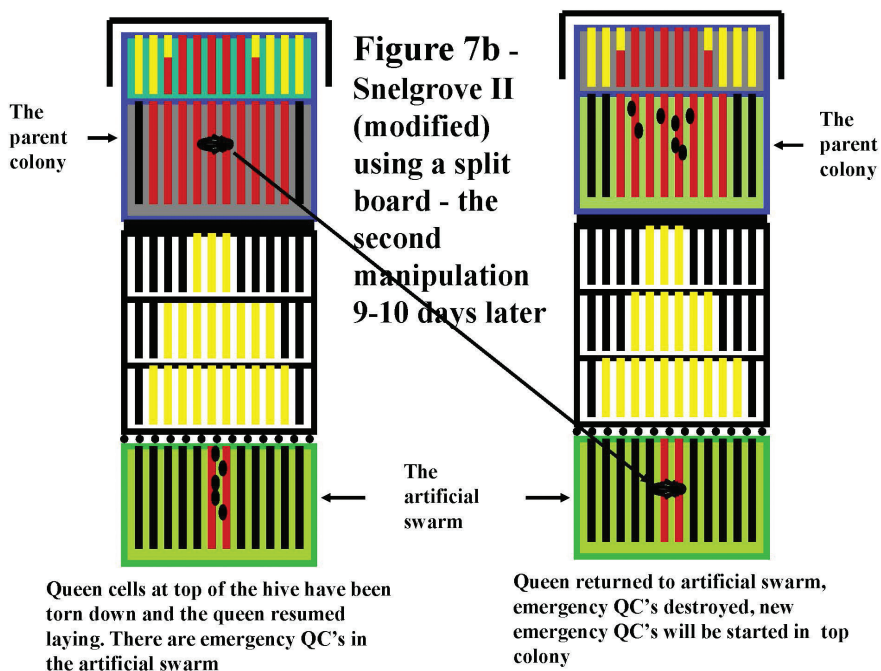 Figure 7b -
Snelgrove II
(modified)
using a split
board - the
second
manipulation
9-10 days later
The
parent
colony
The
parent
colony
The
artificial
swarm
Queen cells at top of the hive have been
torn down and the queen resumed
laying. There are emergency QC's in
the artificial swarm
Queen returned to artificial swarm,
emergency QC's destroyed, new
emergency QC's will be started in top
colony